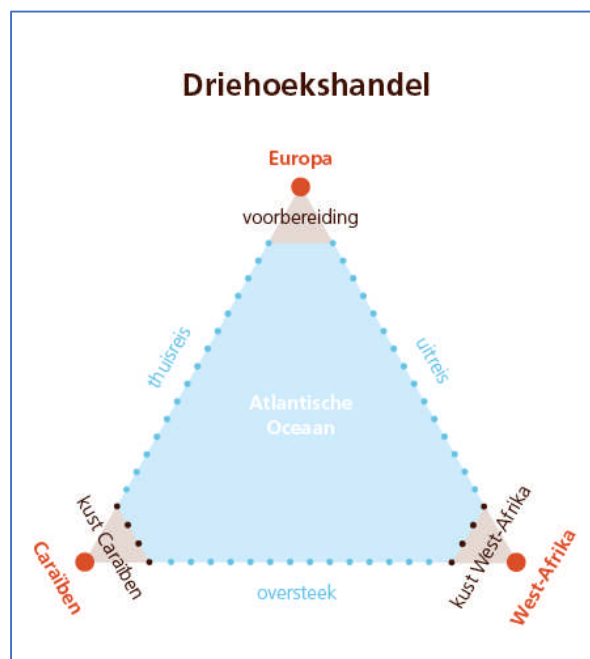 Driehoekshandel
Europa
voorbereiding
thuisreis
uitreis
Atlantische
Oceaan
kust Caraïben
kust West-Afrika
Caraïben
oversteek
West-Afrika